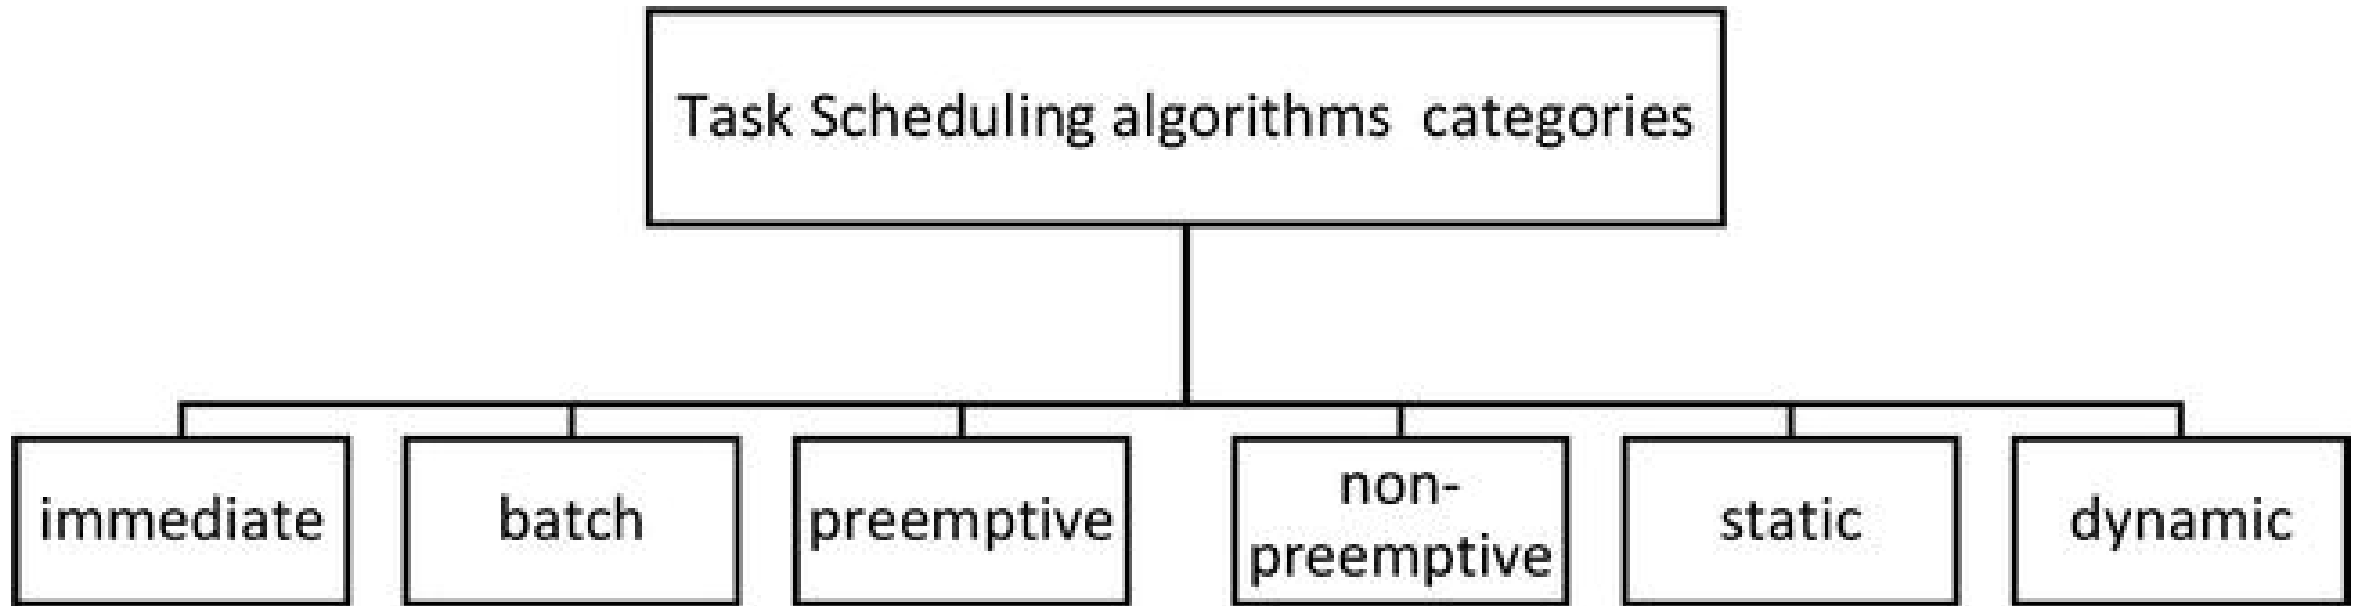 Task Scheduling algorithms  categories
immediate
batch
preemptive
non-
preemptive
static
dynamic